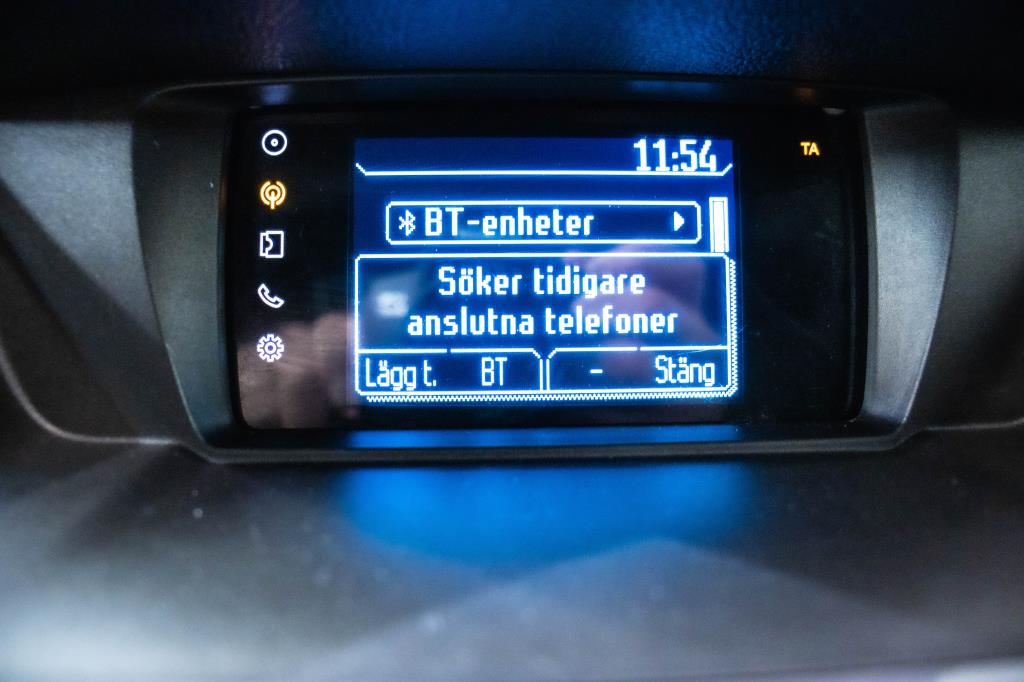 11:54
TA
BT-enheter
Söker tidigare
anslutna telefoner
Lägg t. BT - Stäng